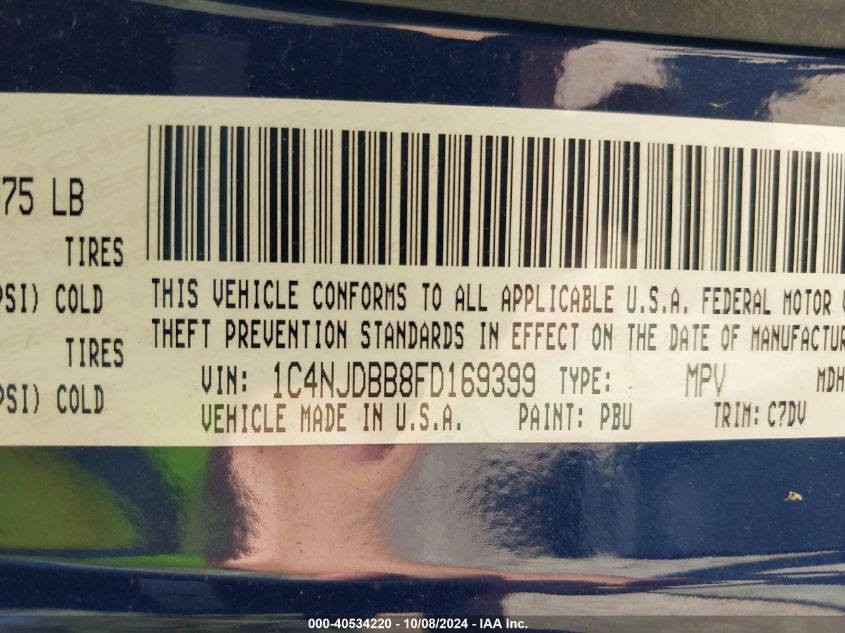 75 LB
TIRES
PSI) COLD
TIRES
PSI) COLD
THIS VEHICLE CONFORMS TO ALL APPLICABLE U.S.A. FEDERAL MOTOR
THEFT PREVENTION STANDARDS IN EFFECT ON THE DATE OF MANUFACTUR
VIN: 1C4NJDBB8FD169399 TYPE: MPV MDH
VEHICLE MADE IN U.S.A. PAINT: PBU TRIM: C7DV
000-40534220 - 10/08/2024 - IAA Inc.